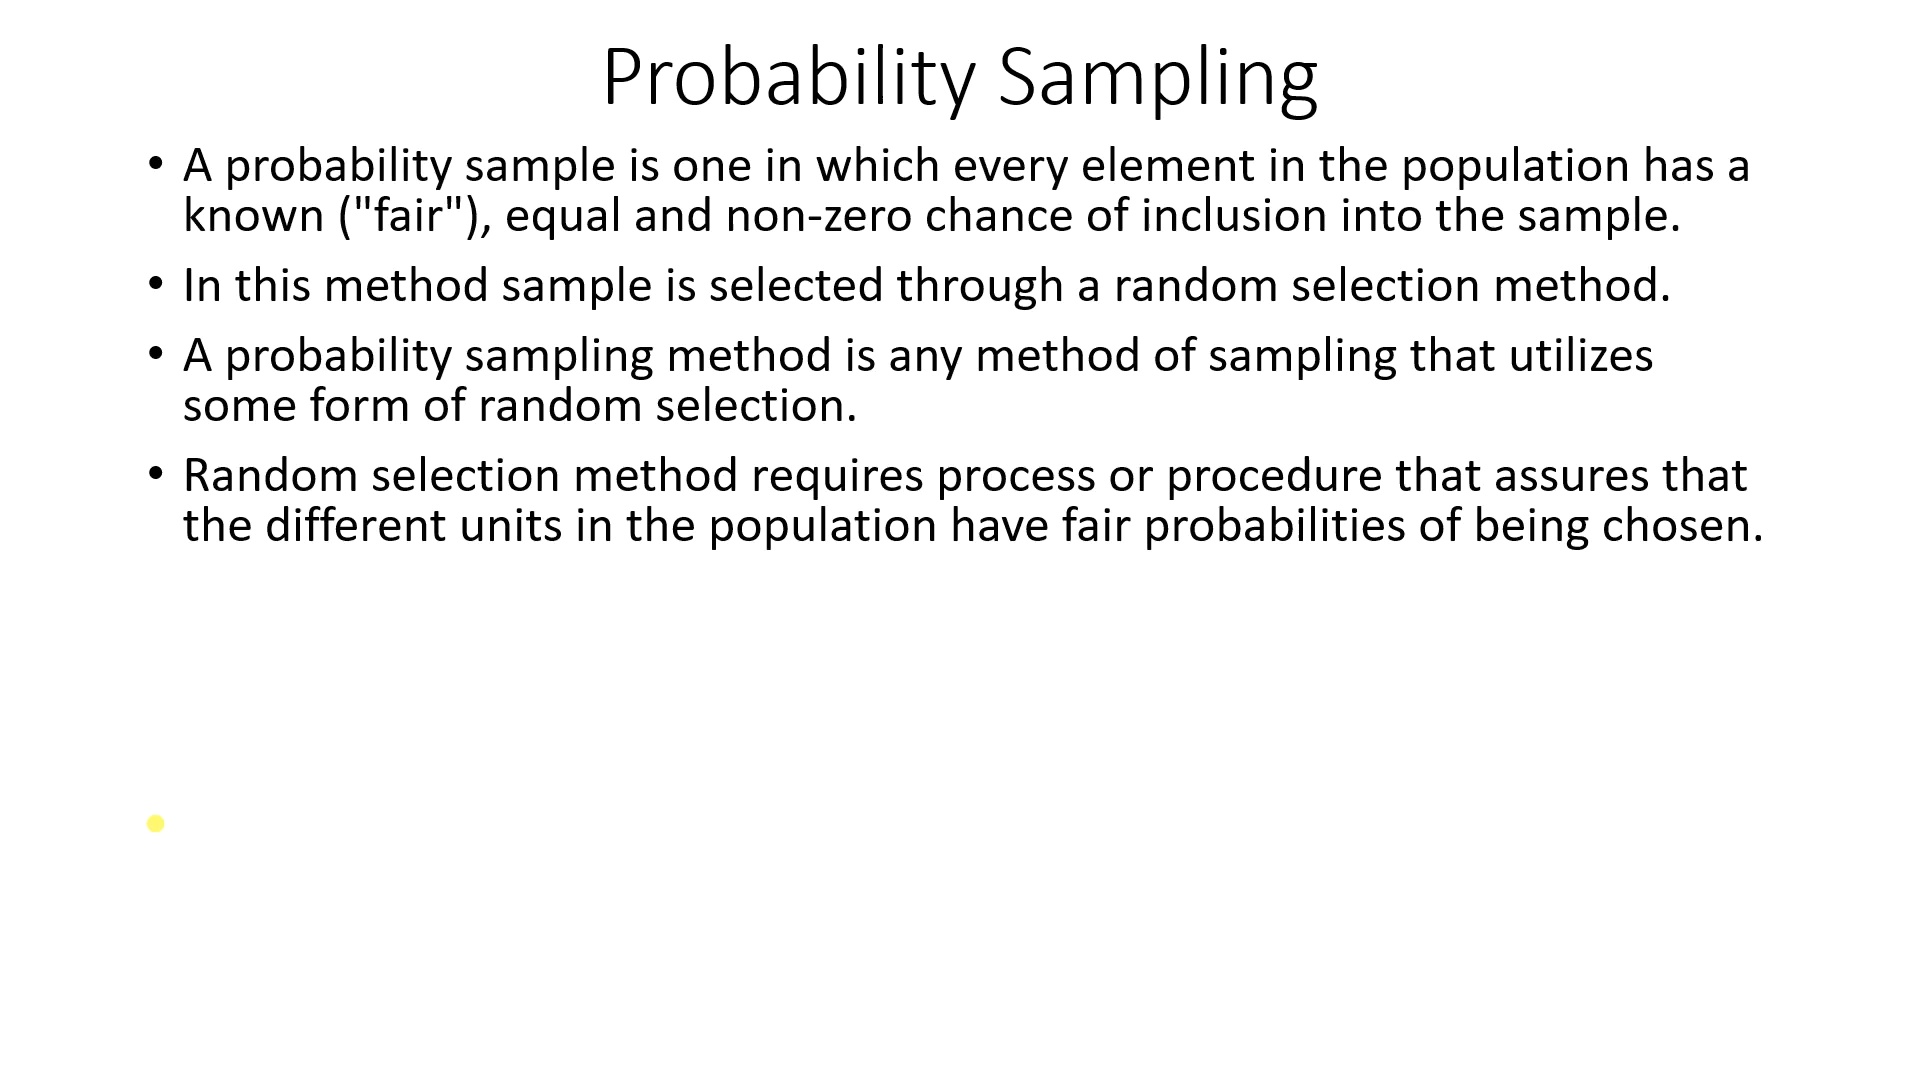 Probability Sampling
• A probability sample is one in which every element in the population has a
known ("fair"), equal and non-zero chance of inclusion into the sample.
• In this method sample is selected through a random selection method.
• A probability sampling method is any method of sampling that utilizes
some form of random selection.
• Random selection method requires process or procedure that assures that
the different units in the population have fair probabilities of being chosen.